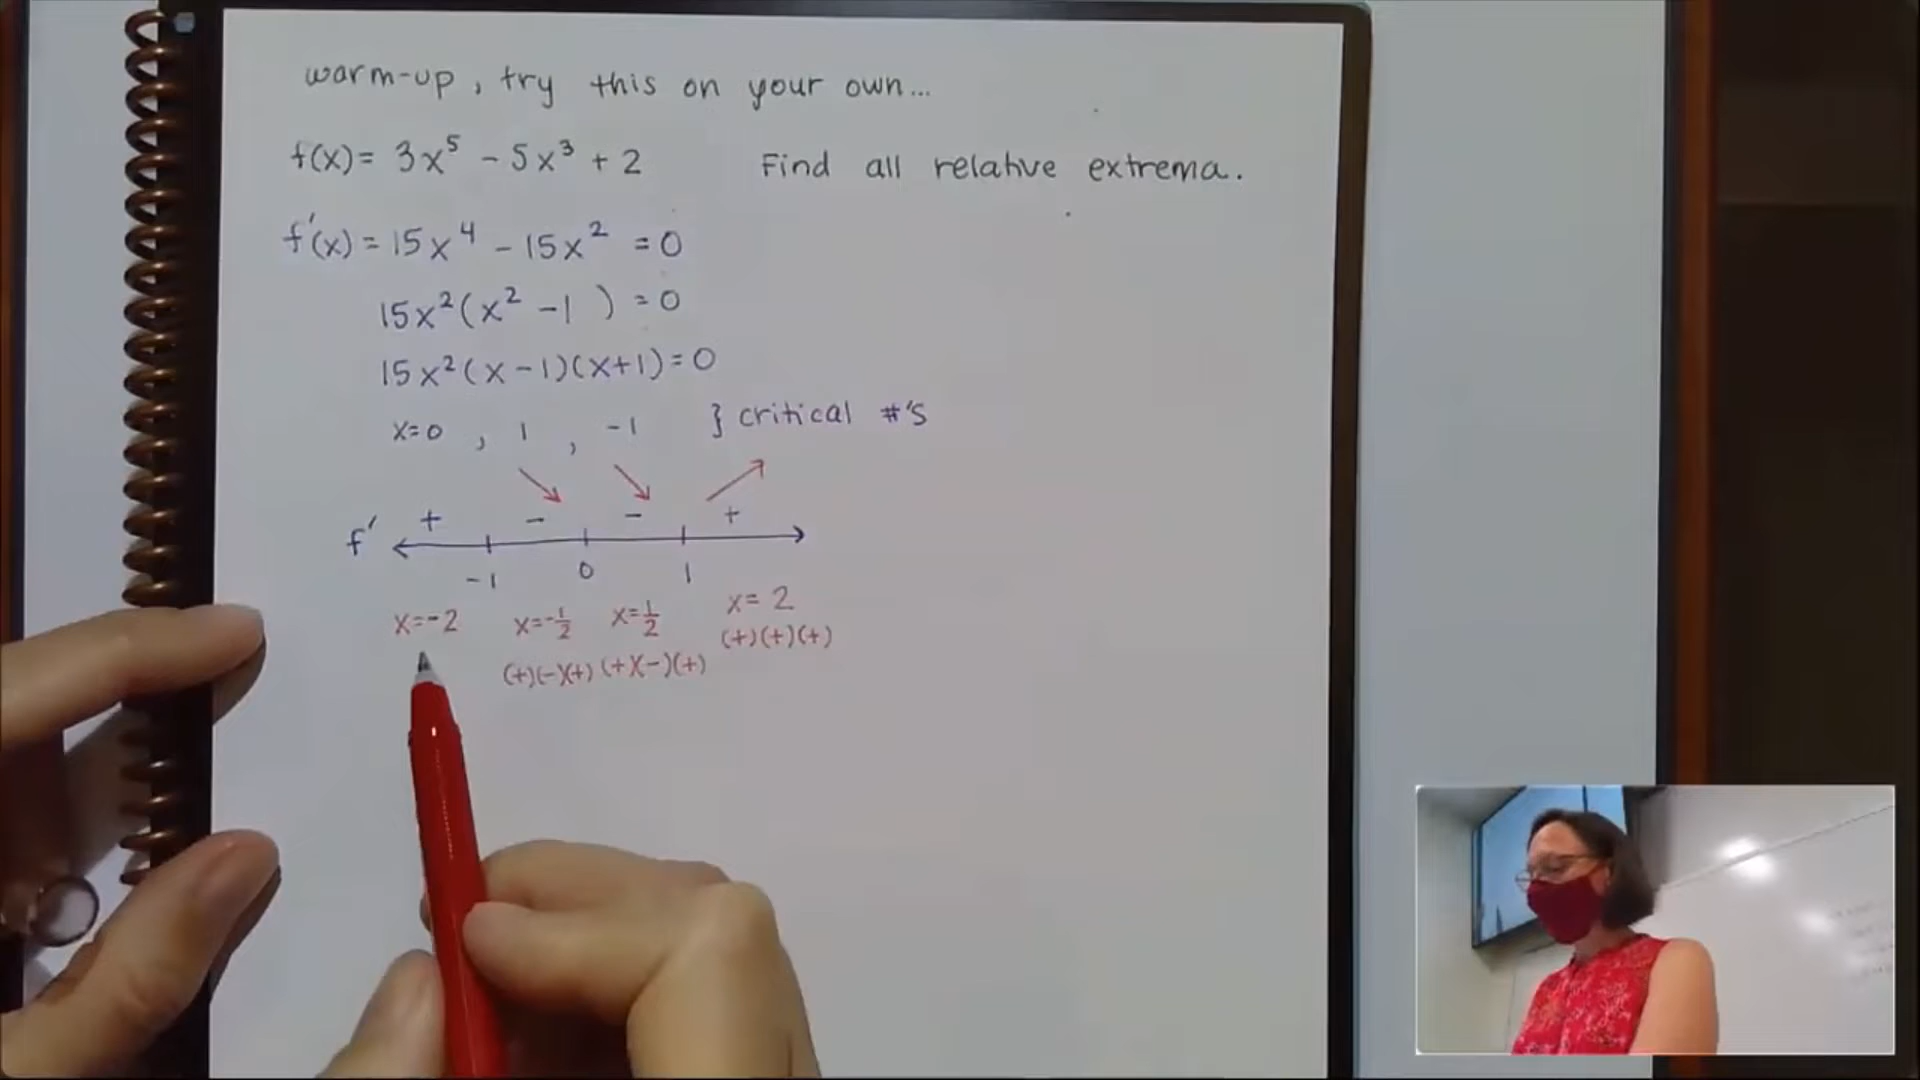 warm-up, try this on your own...
f(x) = 3x⁵ - 5x³ + 2 Find all relative extrema.
f'(x) = 15x⁴ - 15x² = 0
15x²(x² - 1 ) = 0
15x²(x - 1)(x+1) = 0
x=0 , 1 , -1 } critical #'s
+ - - +
f'
-1 0 1
x=-2 x=-1/2 x=1/2 x= 2
(+)(-)(+) (+)(-)(+) (+)(+)(+)